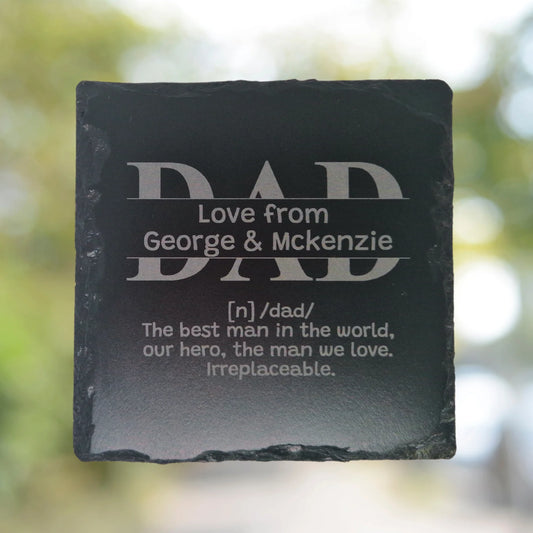 DAD
Love from
George & Mckenzie
[n] /dad/
The best man in the world,
our hero, the man we love.
Irreplaceable.